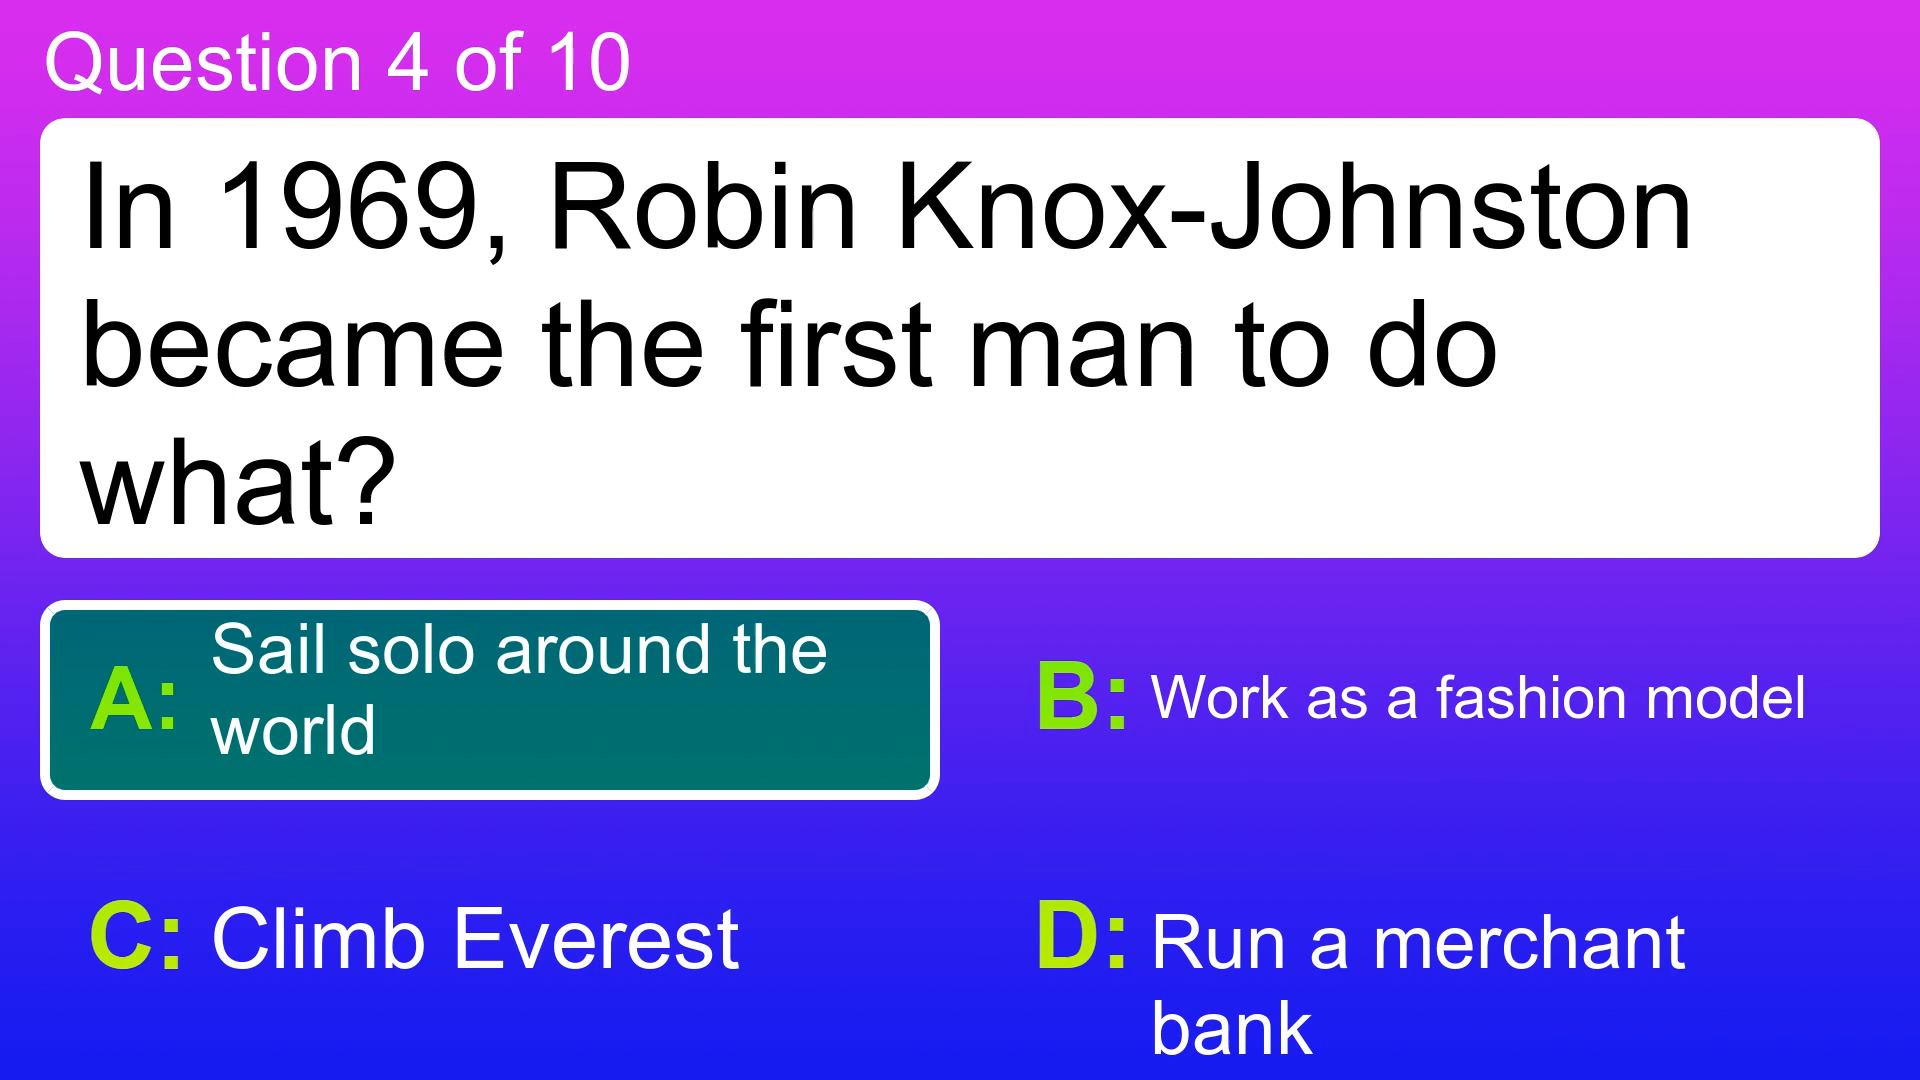 Question 4 of 10
In 1969, Robin Knox-Johnston
became the first man to do
what?
A: Sail solo around the
world
B: Work as a fashion model
C: Climb Everest
D: Run a merchant
bank